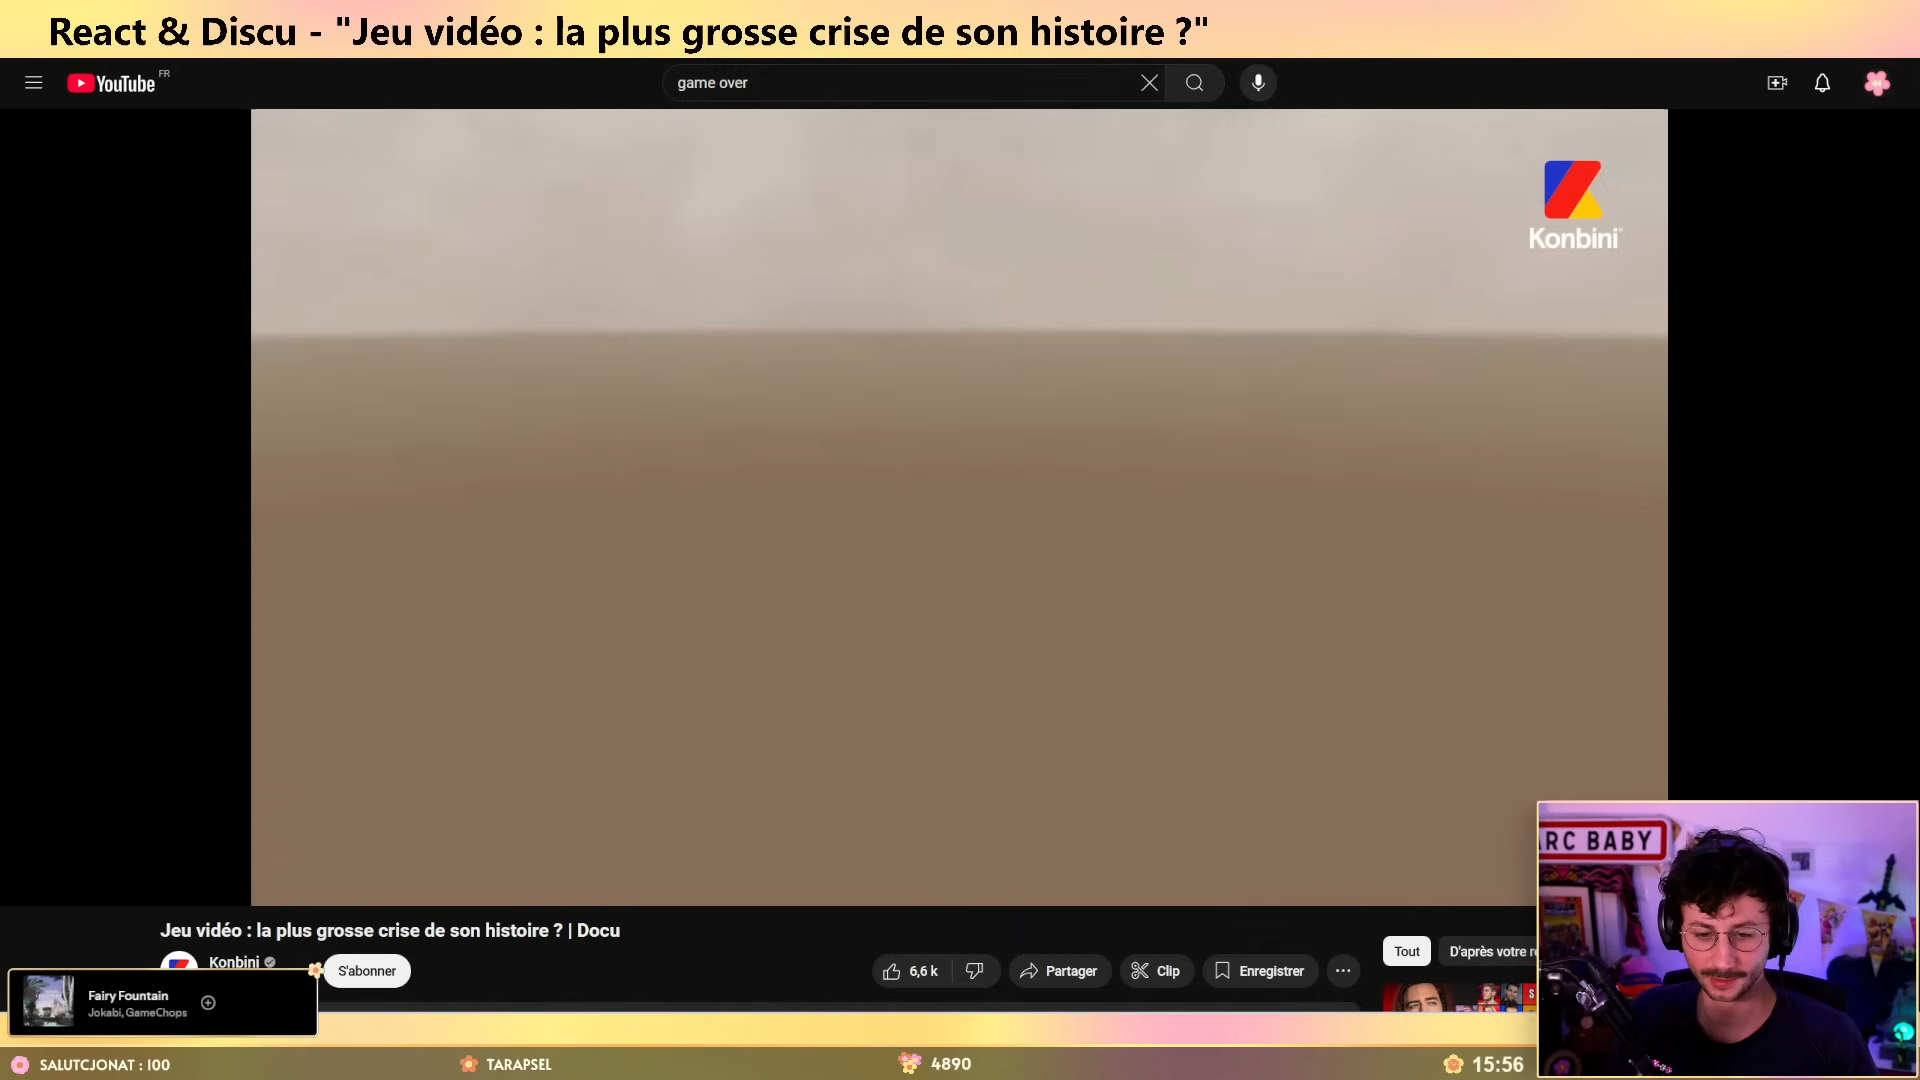 React & Discu - "Jeu vidéo : la plus grosse crise de son histoire ?"
YouTube FR
game over
Konbini
Jeu vidéo : la plus grosse crise de son histoire ? | Docu
Konbini
S'abonner
6,6 k
Partager
Clip
Enregistrer
Tout
D'après votre re
Fairy Fountain
Jokabi, GameChops
RC BABY
SALUTCJONAT : 100
TARAPSEL
4890
15:56